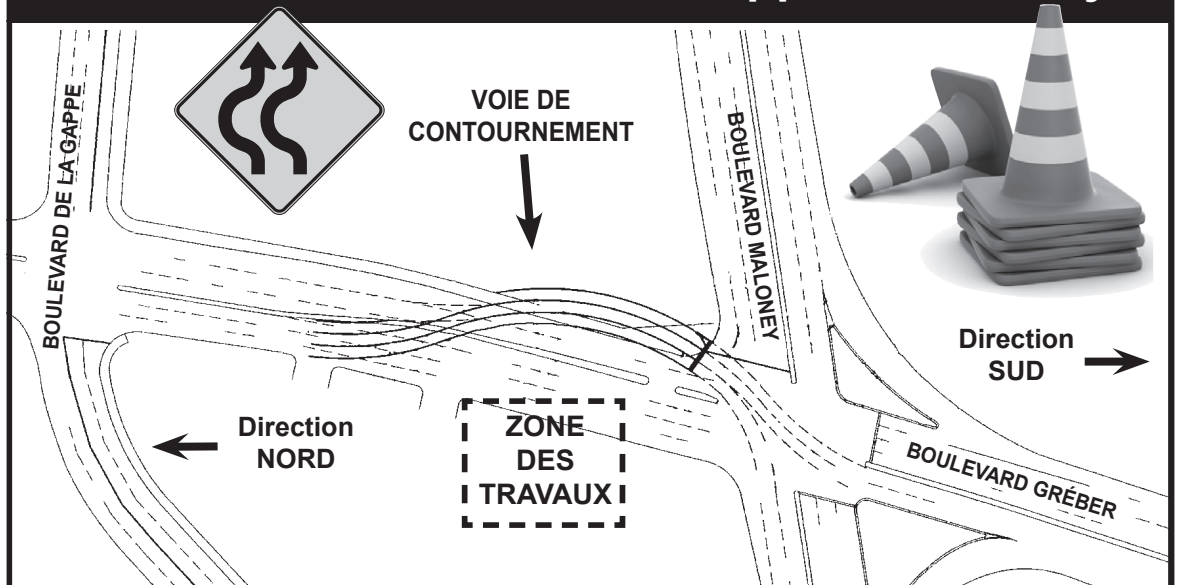 VOIE DE
CONTOURNEMENT
BOULEVARD DE LA GAPPE
BOULEVARD MALONEY
Direction
SUD
Direction
NORD
ZONE
DES
TRAVAUX
BOULEVARD GRÉBER